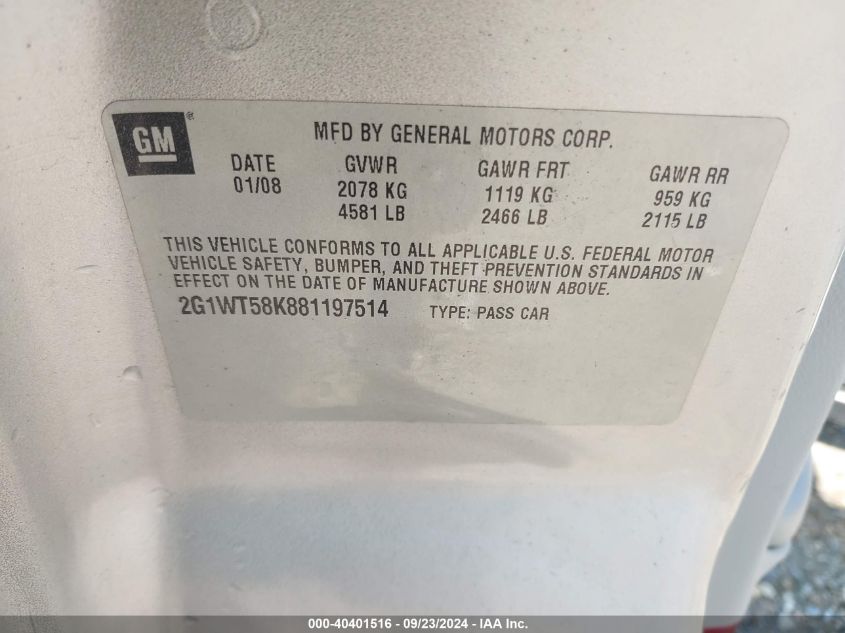 GM
MFD BY GENERAL MOTORS CORP.
DATE GVWR GAWR FRT GAWR RR
01/08 2078 KG 1119 KG 959 KG
4581 LB 2466 LB 2115 LB
THIS VEHICLE CONFORMS TO ALL APPLICABLE U.S. FEDERAL MOTOR
VEHICLE SAFETY, BUMPER, AND THEFT PREVENTION STANDARDS IN
EFFECT ON THE DATE OF MANUFACTURE SHOWN ABOVE.
2G1WT58K881197514 TYPE: PASS CAR
000-40401516 - 09/23/2024 - IAA Inc.